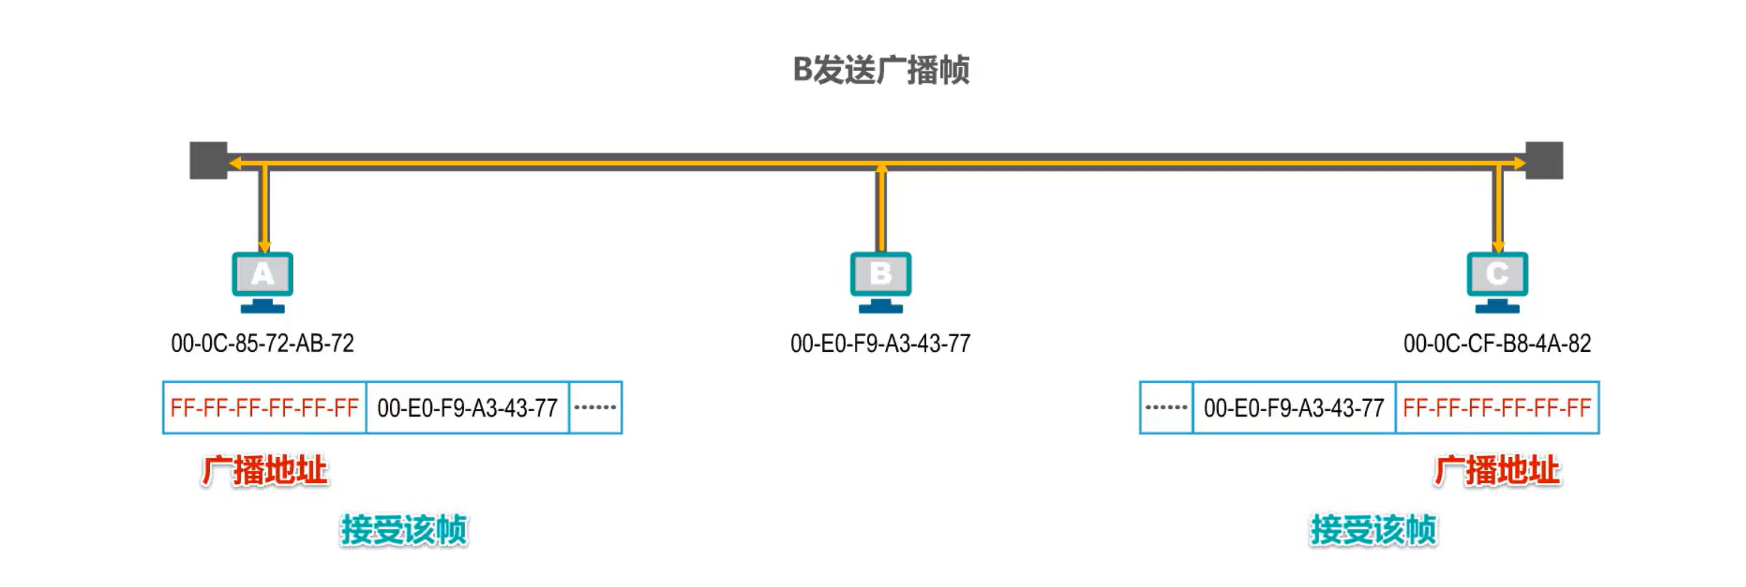 B发送广播帧
A
B
C
00-0C-85-72-AB-72
00-E0-F9-A3-43-77
00-0C-CF-B8-4A-82
FF-FF-FF-FF-FF-FF 00-E0-F9-A3-43-77 ······
······ 00-E0-F9-A3-43-77 FF-FF-FF-FF-FF-FF
广播地址
广播地址
接受该帧
接受该帧